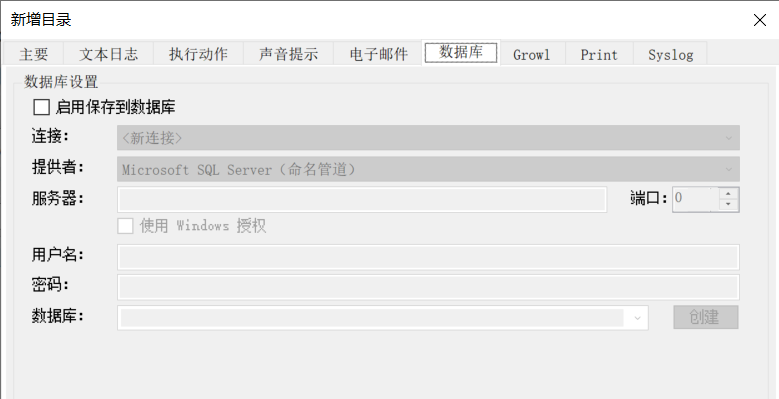 新增目录
主要 文本日志 执行动作 声音提示 电子邮件 数据库 Growl Print Syslog
数据库设置
启用保存到数据库
连接: <新连接>
提供者: Microsoft SQL Server（命名管道）
服务器: 端口: 0
使用 Windows 授权
用户名:
密码:
数据库: 创建